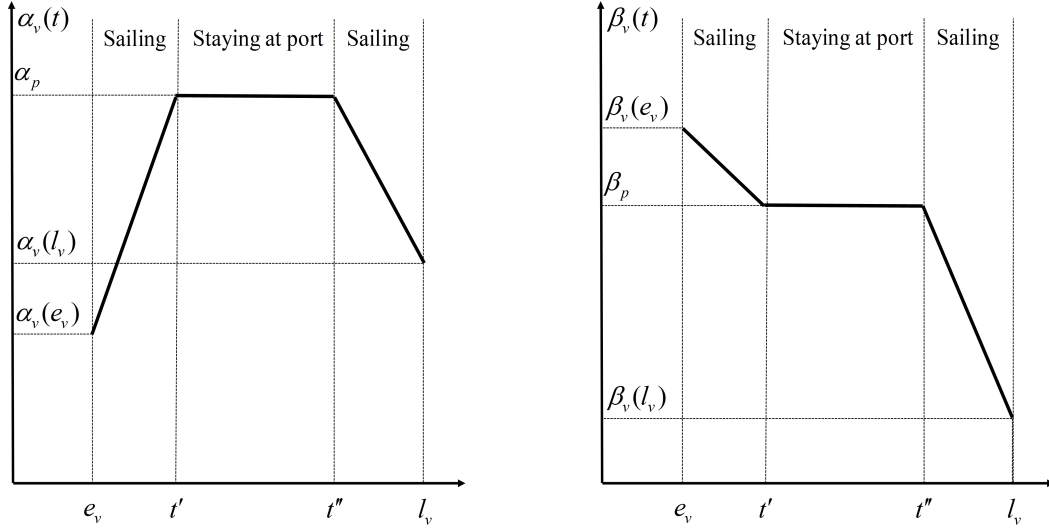 α_v(t)
Sailing
Staying at port
Sailing
α_p
α_v(l_v)
α_v(e_v)
e_v
t′
t″
l_v
β_v(t)
Sailing
Staying at port
Sailing
β_v(e_v)
β_p
β_v(l_v)
e_v
t′
t″
l_v